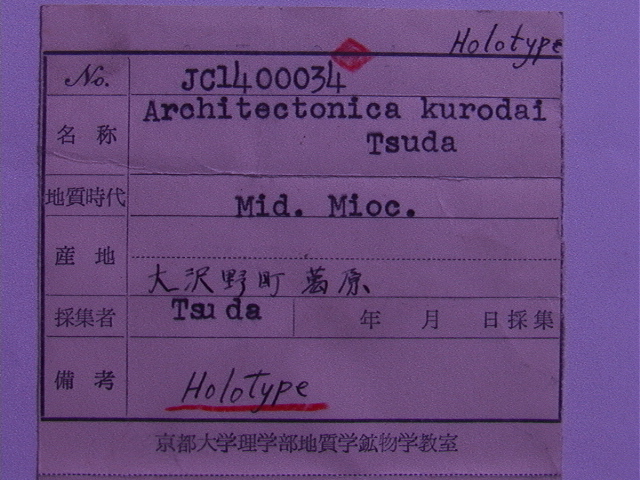 Holotype
No. JC1400034
名称 Architectonica kurodai
Tsuda
地質時代 Mid. Mioc.
産地 大沢野町 葛原
採集者 Tsuda 年 月 日採集
備考 Holotype
京都大学理学部地質学鉱物学教室